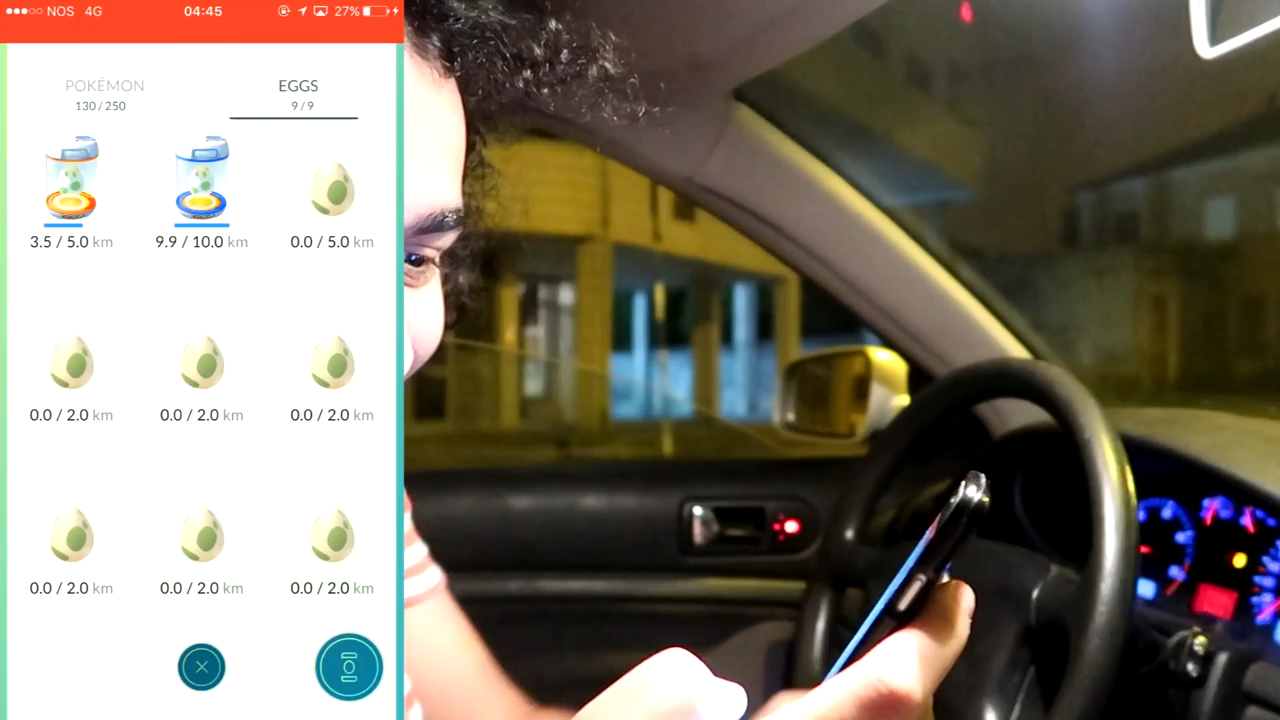 NOS 4G 04:45 27%
POKÉMON EGGS
130 / 250 9 / 9
3.5 / 5.0 km 9.9 / 10.0 km 0.0 / 5.0 km
0.0 / 2.0 km 0.0 / 2.0 km 0.0 / 2.0 km
0.0 / 2.0 km 0.0 / 2.0 km 0.0 / 2.0 km